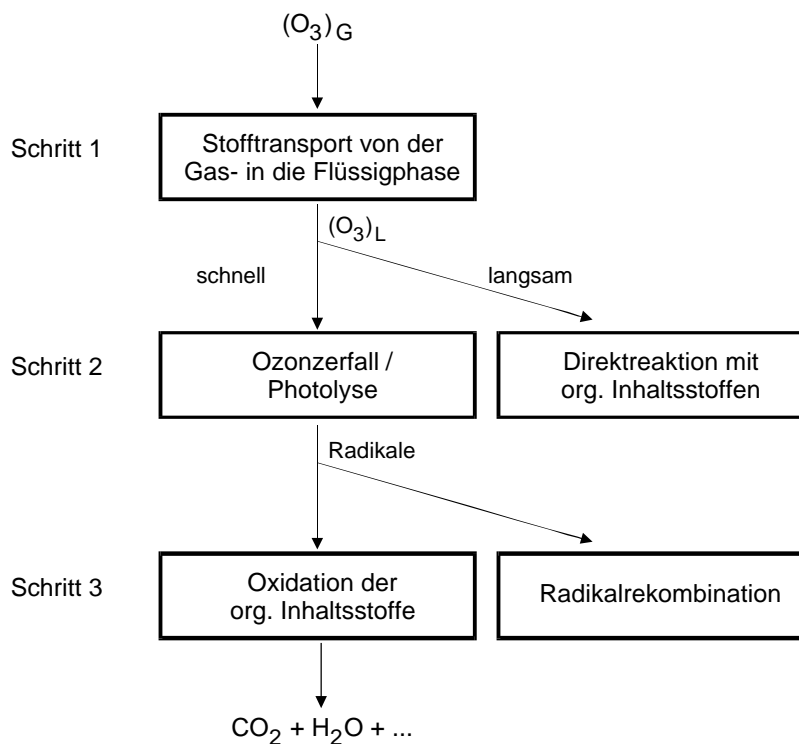 (O3)G
Schritt 1
Stofftransport von der
Gas- in die Flüssigphase
(O3)L
schnell
langsam
Schritt 2
Ozonzerfall /
Photolyse
Direktreaktion mit
org. Inhaltsstoffen
Radikale
Schritt 3
Oxidation der
org. Inhaltsstoffe
Radikalrekombination
CO2 + H2O + ...